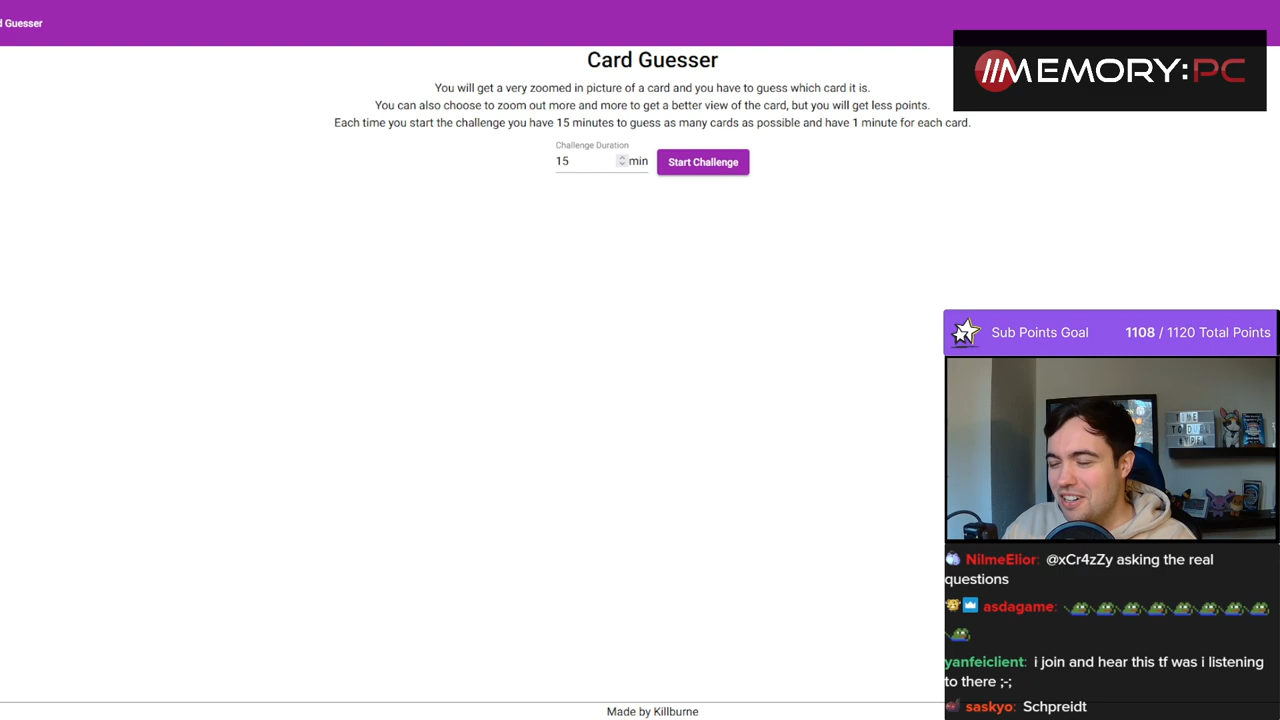 d Guesser
Card Guesser
You will get a very zoomed in picture of a card and you have to guess which card it is.
You can also choose to zoom out more and more to get a better view of the card, but you will get less points.
Each time you start the challenge you have 15 minutes to guess as many cards as possible and have 1 minute for each card.
Challenge Duration
15 min
Start Challenge
MEMORY:PC
Sub Points Goal 1108 / 1120 Total Points
TIME
TO DUEL
NilmeElior: @xCr4zZy asking the real
questions
asdagame:
yanfeiclient: i join and hear this tf was i listening
to there ;-;
saskyo: Schpreidt
Made by Killburne